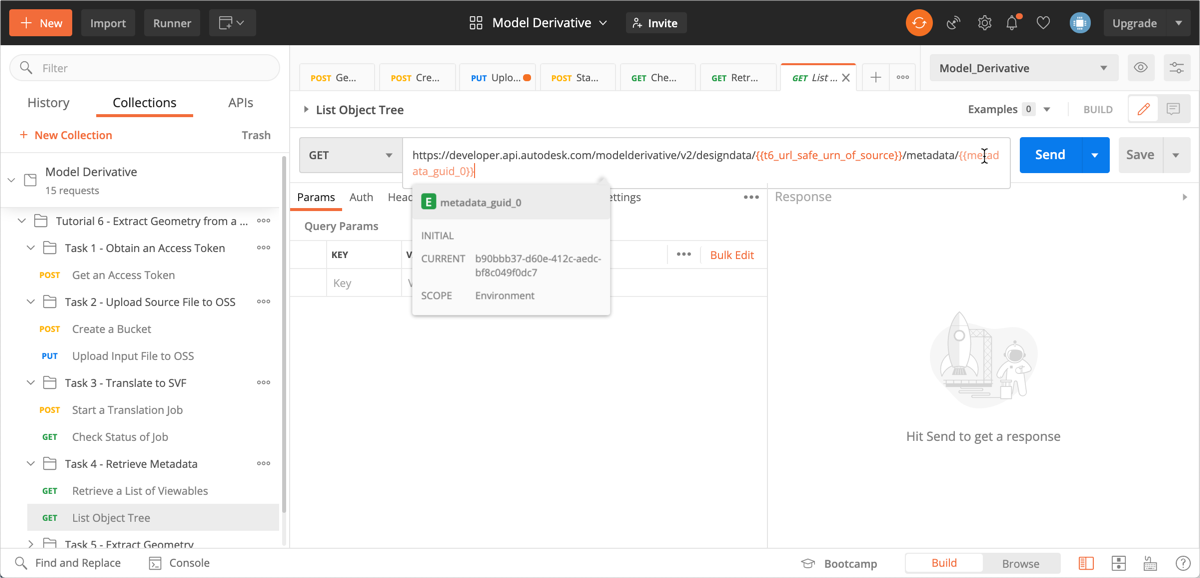 New
Import
Runner
Model Derivative
Invite
Upgrade
Filter
History
Collections
APIs
New Collection
Trash
Model Derivative
15 requests
Tutorial 6 - Extract Geometry from a ...
Task 1 - Obtain an Access Token
POST Get an Access Token
Task 2 - Upload Source File to OSS
POST Create a Bucket
PUT Upload Input File to OSS
Task 3 - Translate to SVF
POST Start a Translation Job
GET Check Status of Job
Task 4 - Retrieve Metadata
GET Retrieve a List of Viewables
GET List Object Tree
Task 5 - Extract Geometry
POST Ge...
POST Cre...
PUT Uplo...
POST Sta...
GET Che...
GET Retr...
GET List ...
Model_Derivative
List Object Tree
Examples 0
BUILD
GET
https://developer.api.autodesk.com/modelderivative/v2/designdata/{{t6_url_safe_urn_of_source}}/metadata/{{metad
ata_guid_0}}
Send
Save
Params
Auth
Head
ettings
Response
E metadata_guid_0
INITIAL
CURRENT b90bbb37-d60e-412c-aedc-
bf8c049f0dc7
SCOPE Environment
Query Params
KEY
V
Bulk Edit
Key
V
Hit Send to get a response
Find and Replace
Console
Bootcamp
Build
Browse